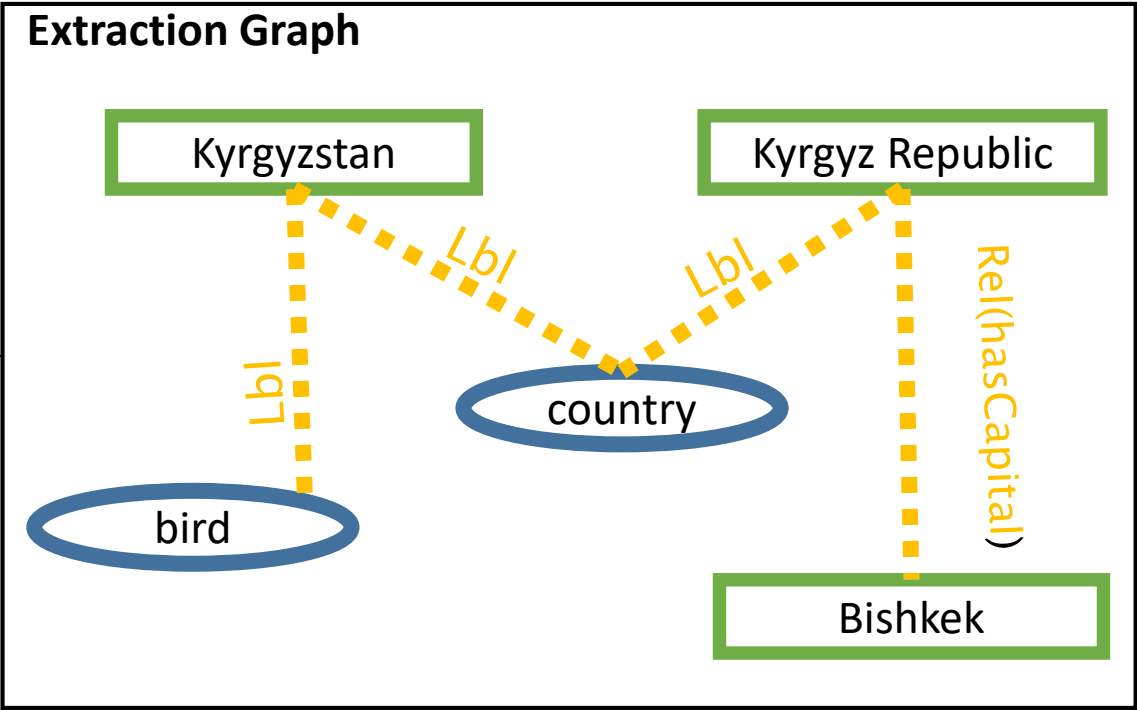 Extraction Graph
Kyrgyzstan
Kyrgyz Republic
Lbl
Lbl
Rel(hasCapital)
Lbl
country
bird
Bishkek